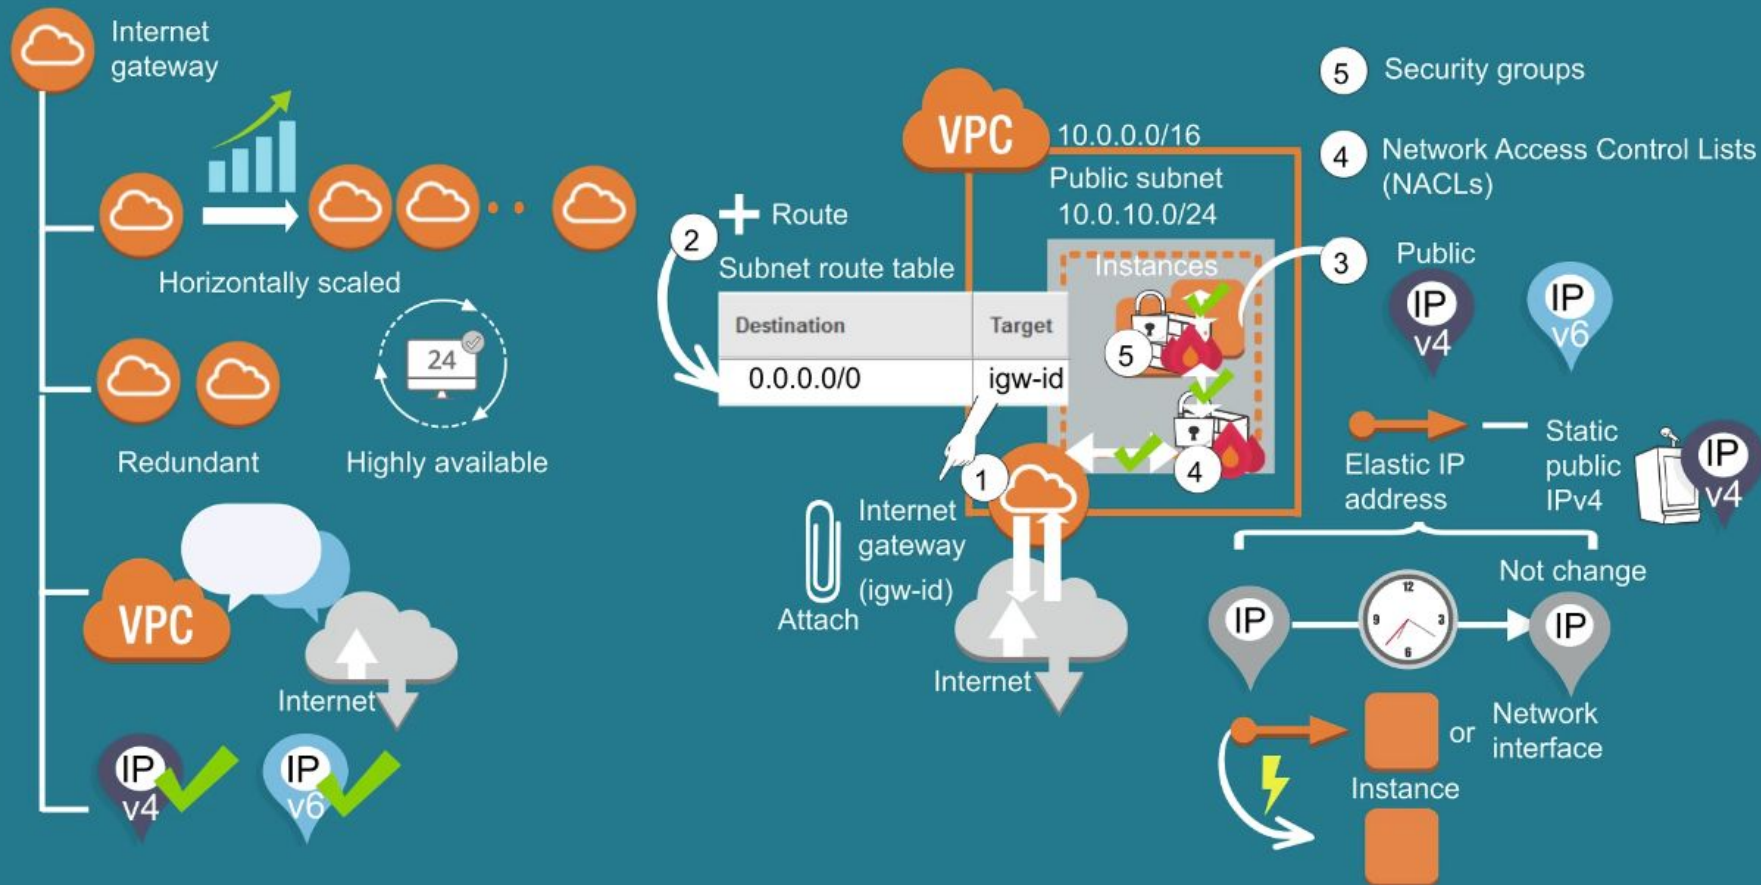 Internet
gateway
Horizontally scaled
24
Redundant
Highly available
VPC
Internet
IP
v4
IP
v6
VPC
10.0.0.0/16
Public subnet
10.0.10.0/24
2
Route
Subnet route table
Destination Target
0.0.0.0/0 igw-id
Instances
5
4
1
Internet
gateway
(igw-id)
Attach
Internet
5 Security groups
4 Network Access Control Lists
(NACLs)
3 Public
IP
v4
IP
v6
Elastic IP
address
Static
public
IPv4
IP
v4
Not change
IP
12
9 3
6
IP
Instance
or
Network
interface